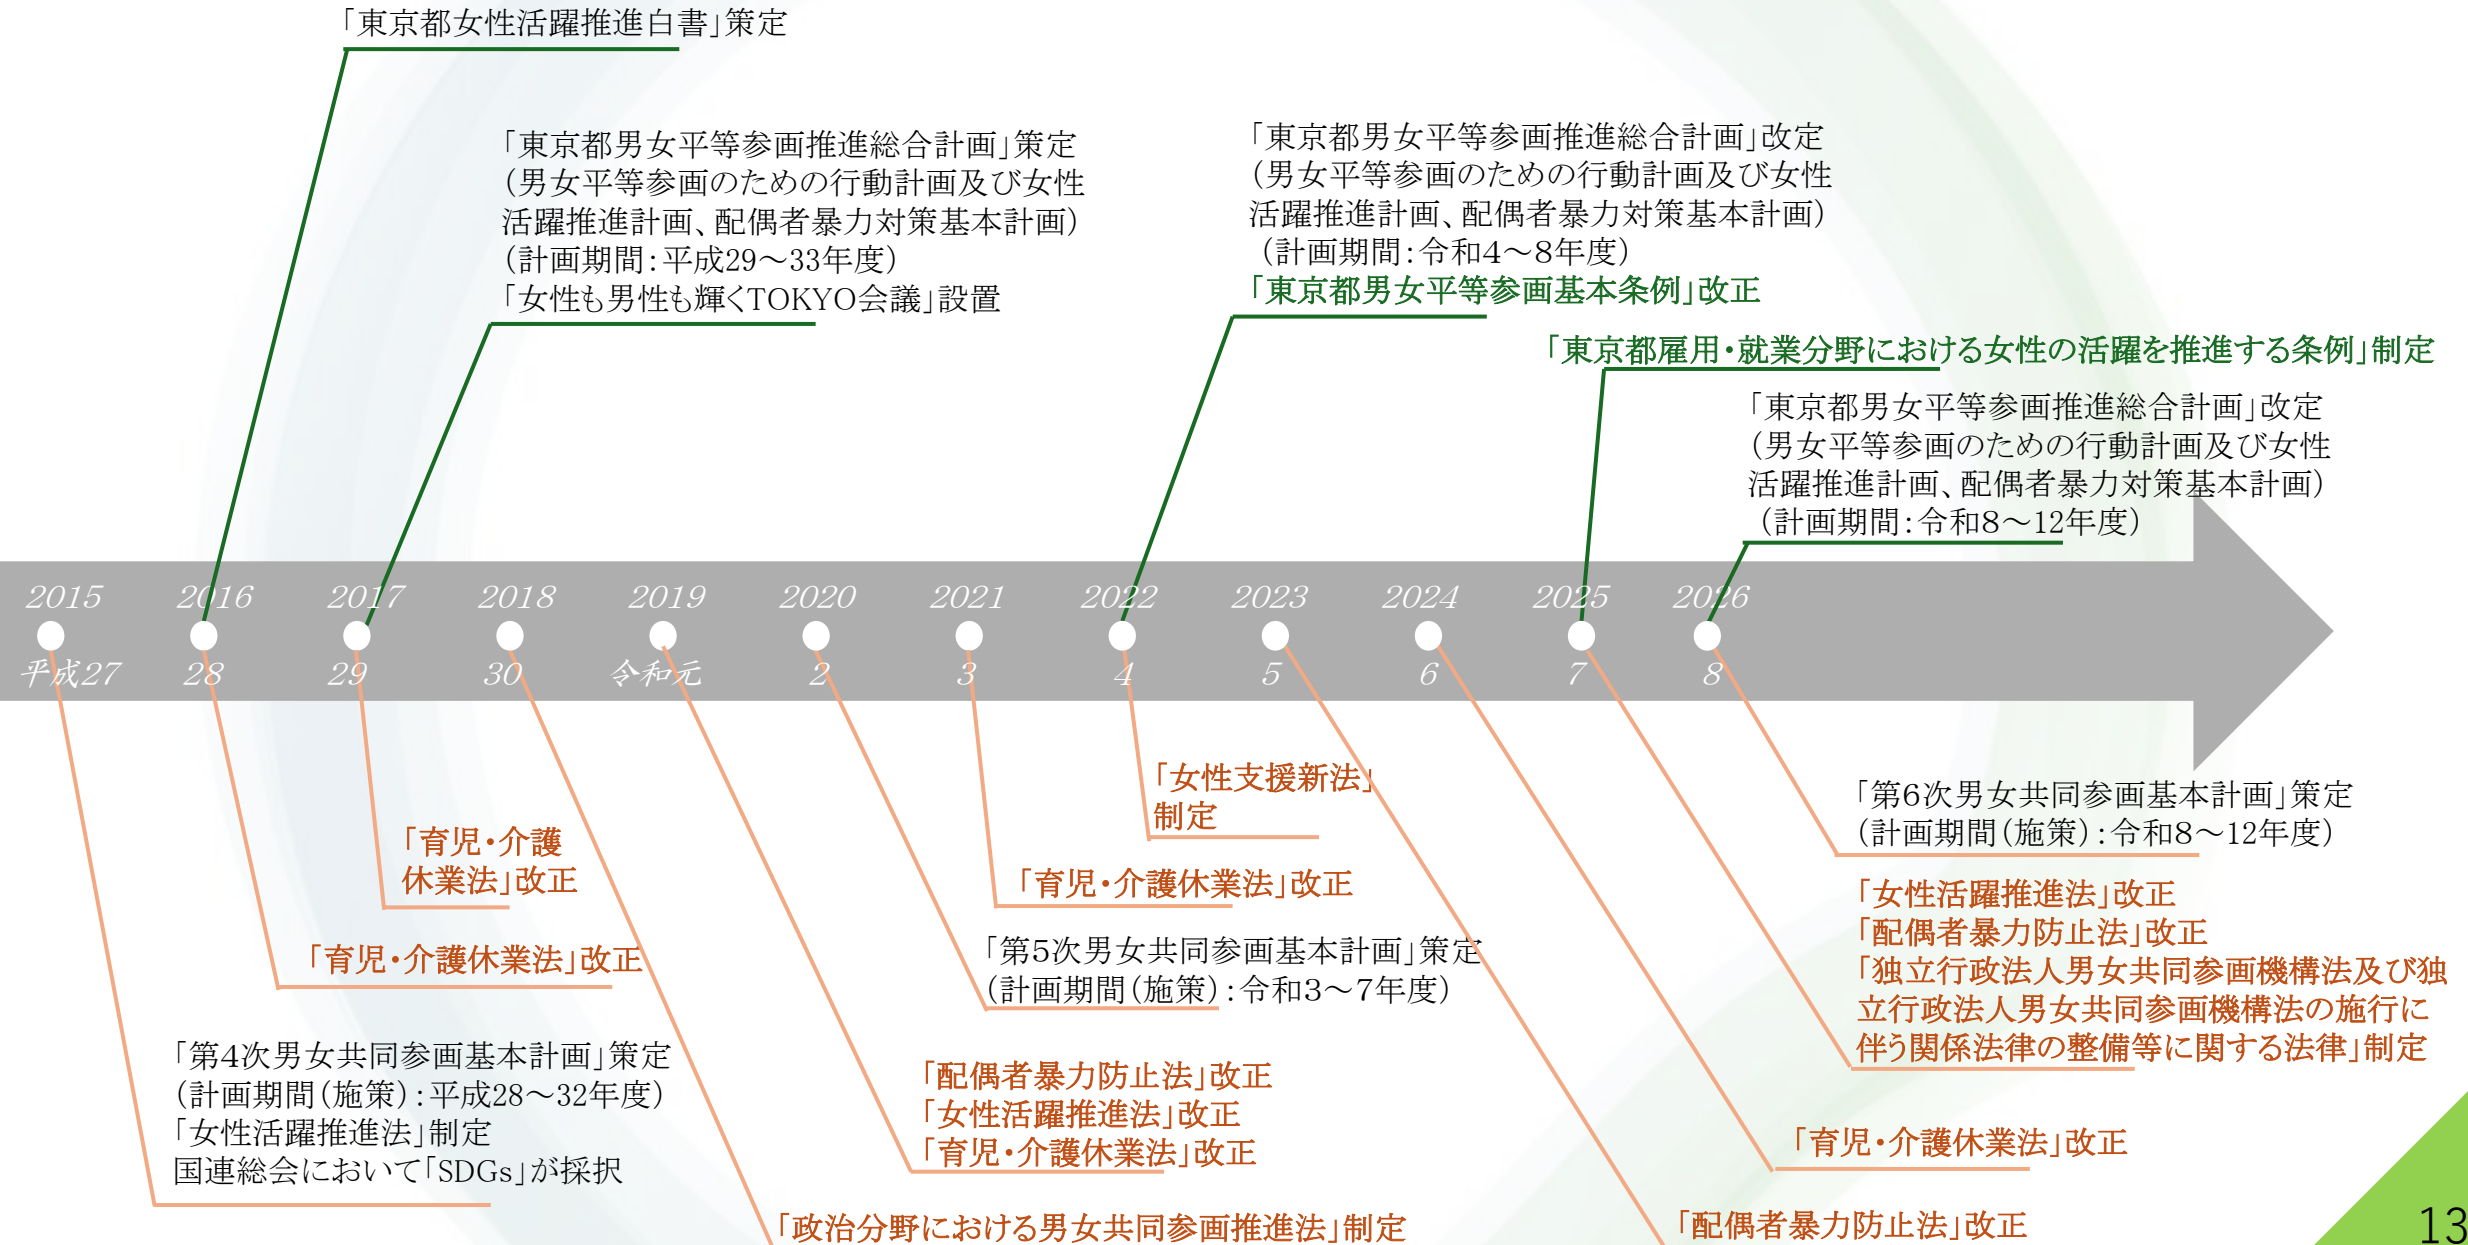 「東京都女性活躍推進白書」策定
「東京都男女平等参画推進総合計画」策定
（男女平等参画のための行動計画及び女性
活躍推進計画、配偶者暴力対策基本計画）
（計画期間：平成29～33年度）
「女性も男性も輝くTOKYO会議」設置
「東京都男女平等参画推進総合計画」改定
（男女平等参画のための行動計画及び女性
活躍推進計画、配偶者暴力対策基本計画）
（計画期間：令和4～8年度）
「東京都男女平等参画基本条例」改正
「東京都雇用・就業分野における女性の活躍を推進する条例」制定
「東京都男女平等参画推進総合計画」改定
（男女平等参画のための行動計画及び女性
活躍推進計画、配偶者暴力対策基本計画）
（計画期間：令和8～12年度）
2015 2016 2017 2018 2019 2020 2021 2022 2023 2024 2025 2026
平成27 28 29 30 令和元 2 3 4 5 6 7 8
「女性支援新法」
制定
「第6次男女共同参画基本計画」策定
（計画期間（施策）：令和8～12年度）
「育児・介護
休業法」改正
「育児・介護休業法」改正
「女性活躍推進法」改正
「配偶者暴力防止法」改正
「独立行政法人男女共同参画機構法及び独
立行政法人男女共同参画機構法の施行に
伴う関係法律の整備等に関する法律」制定
「育児・介護休業法」改正
「第5次男女共同参画基本計画」策定
（計画期間（施策）：令和3～7年度）
「第4次男女共同参画基本計画」策定
（計画期間（施策）：平成28～32年度）
「女性活躍推進法」制定
国連総会において「SDGs」が採択
「配偶者暴力防止法」改正
「女性活躍推進法」改正
「育児・介護休業法」改正
「育児・介護休業法」改正
「政治分野における男女共同参画推進法」制定
「配偶者暴力防止法」改正
13